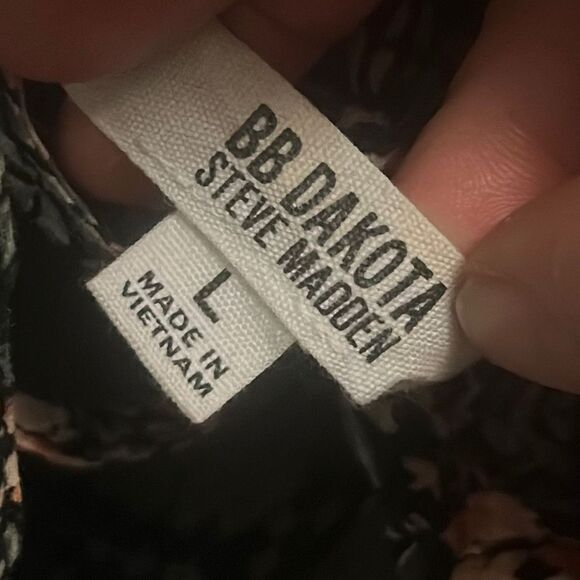 BB DAKOTA
STEVE MADDEN
L
MADE IN
VIETNAM